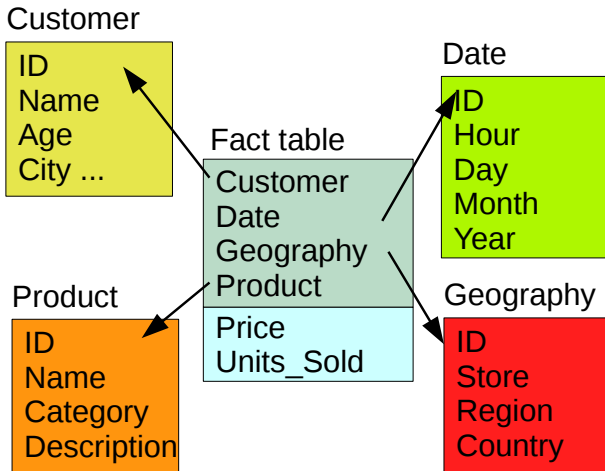 Customer
ID
Name
Age
City ...
Date
ID
Hour
Day
Month
Year
Fact table
Customer
Date
Geography
Product
Price
Units_Sold
Product
ID
Name
Category
Description
Geography
ID
Store
Region
Country